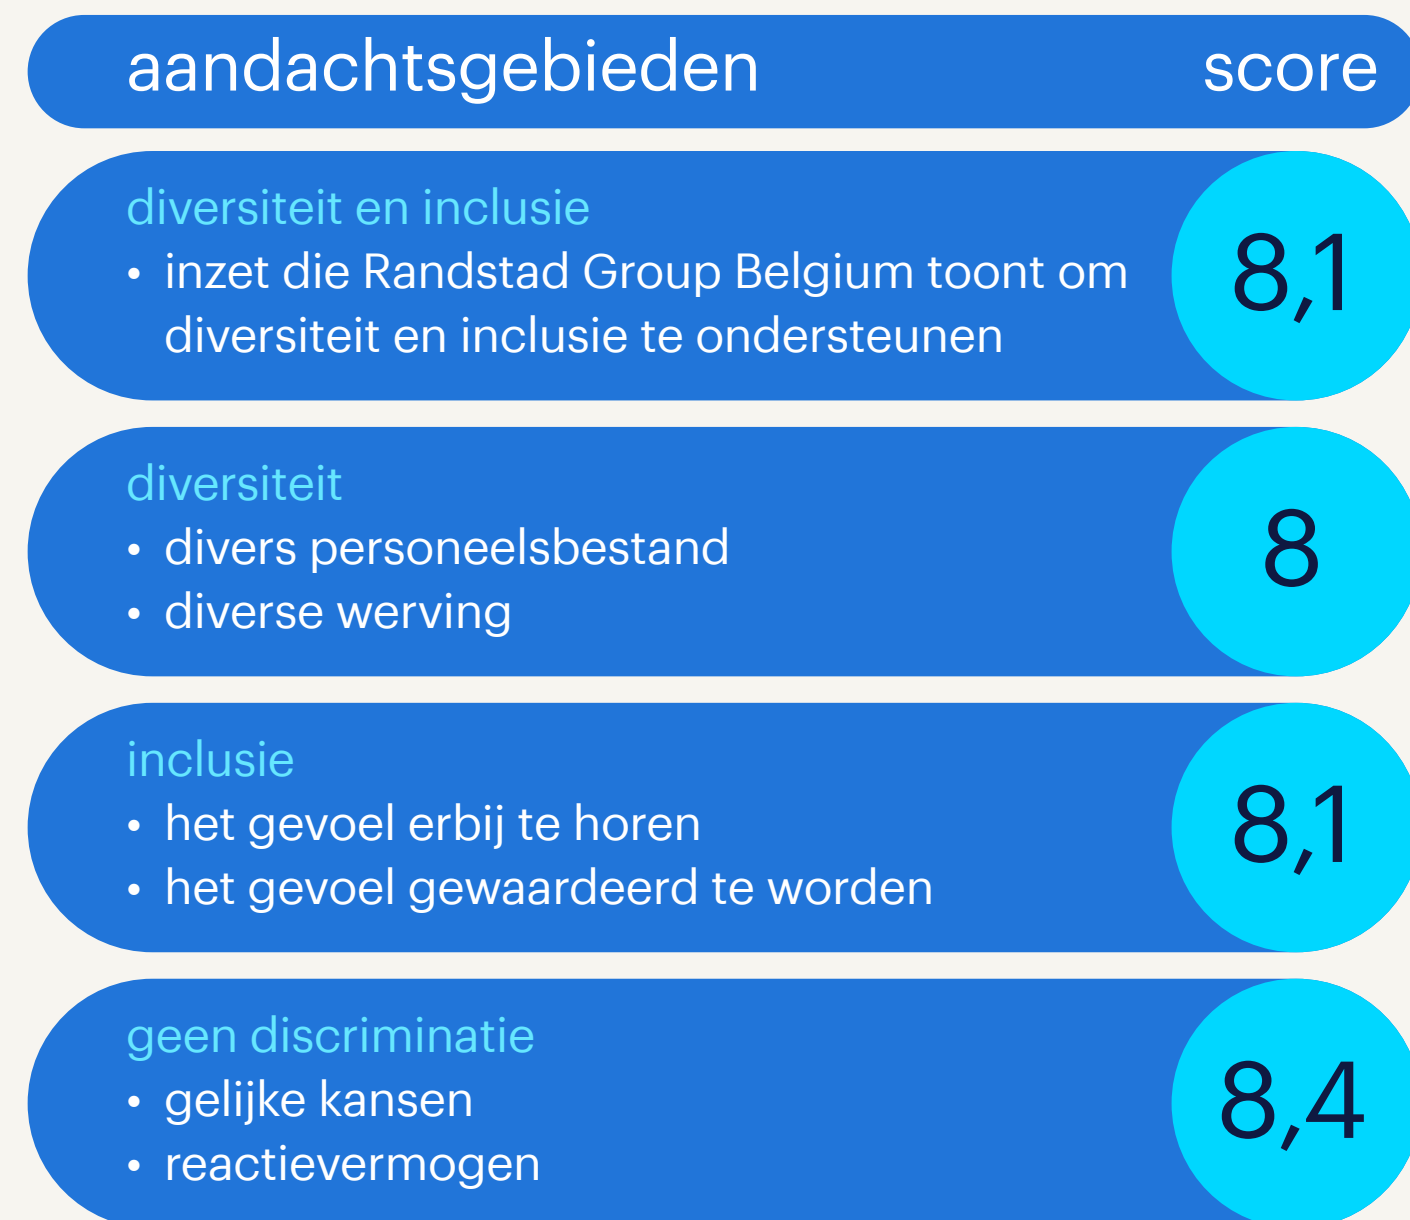 aandachtsgebieden score
diversiteit en inclusie
• inzet die Randstad Group Belgium toont om
diversiteit en inclusie te ondersteunen
8,1
diversiteit
• divers personeelsbestand
• diverse werving
8
inclusie
• het gevoel erbij te horen
• het gevoel gewaardeerd te worden
8,1
geen discriminatie
• gelijke kansen
• reactievermogen
8,4